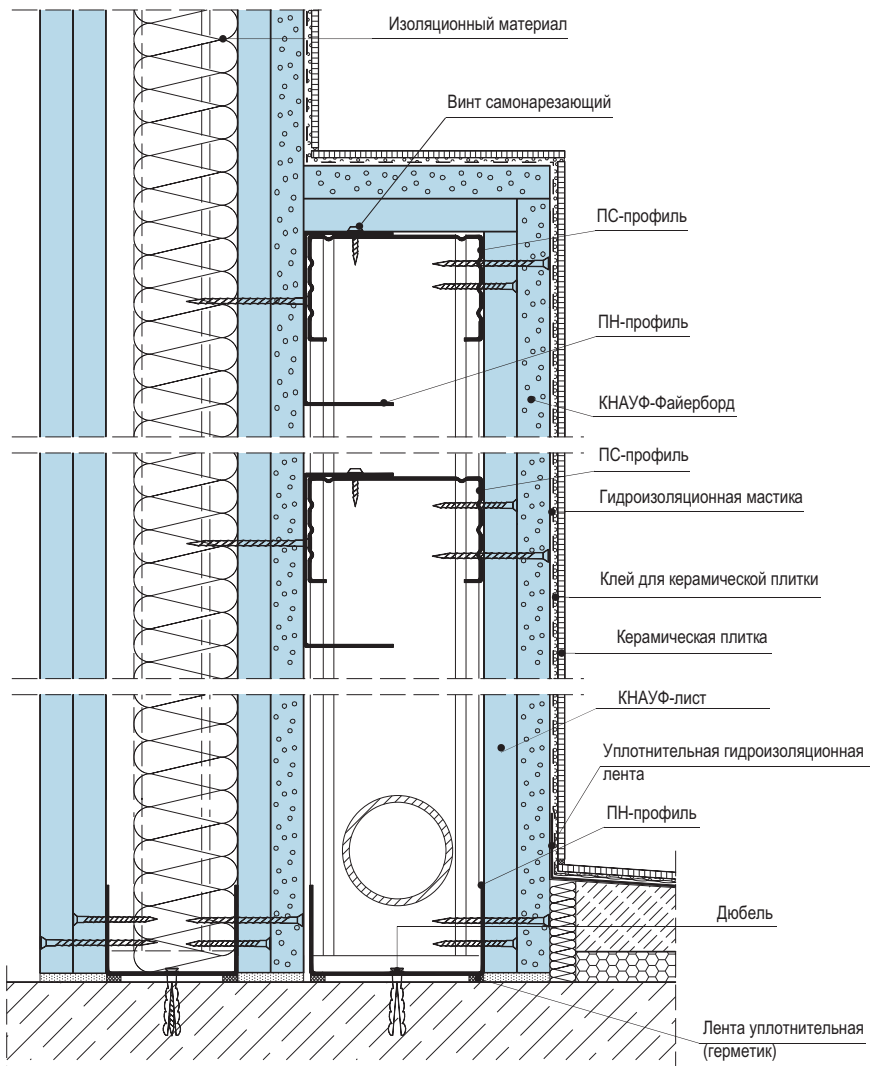 Изоляционный материал
Винт самонарезающий
ПС-профиль
ПН-профиль
КНАУФ-Файерборд
ПС-профиль
Гидроизоляционная мастика
Клей для керамической плитки
Керамическая плитка
КНАУФ-лист
Уплотнительная гидроизоляционная
лента
ПН-профиль
Дюбель
Лента уплотнительная
(герметик)